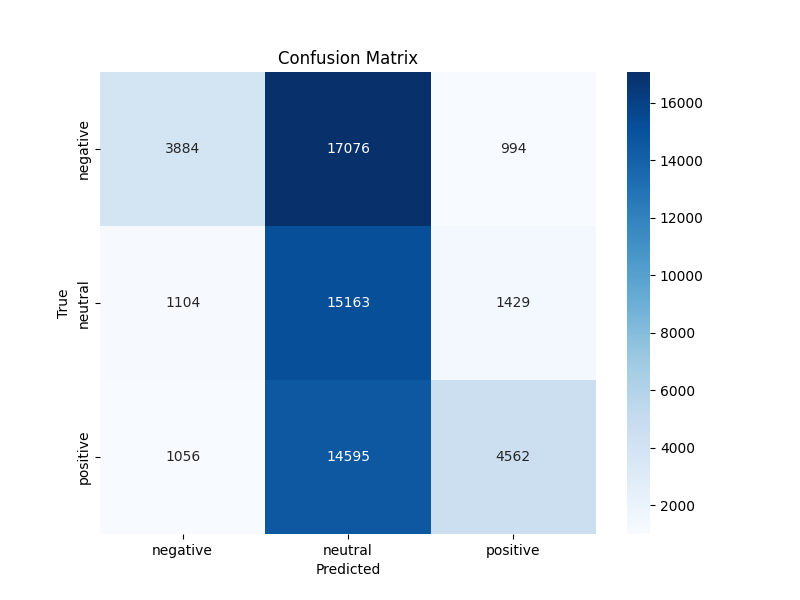 Confusion Matrix
True
negative
3884 17076 994
neutral
1104 15163 1429
positive
1056 14595 4562
negative neutral positive
Predicted
16000
14000
12000
10000
8000
6000
4000
2000